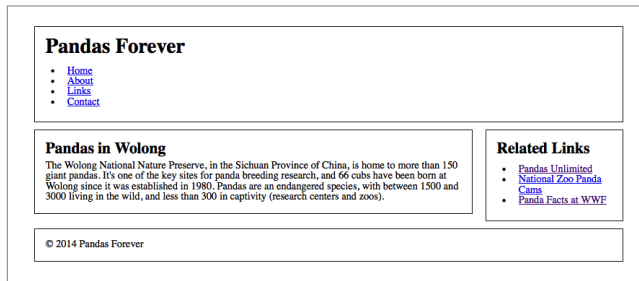 Pandas Forever
Home
About
Links
Contact
Pandas in Wolong
The Wolong National Nature Preserve, in the Sichuan Province of China, is home to more than 150
giant pandas. It's one of the key sites for panda breeding research, and 66 cubs have been born at
Wolong since it was established in 1980. Pandas are an endangered species, with between 1500 and
3000 living in the wild, and less than 300 in captivity (research centers and zoos).
Related Links
Pandas Unlimited
National Zoo Panda
Cams
Panda Facts at WWF
© 2014 Pandas Forever